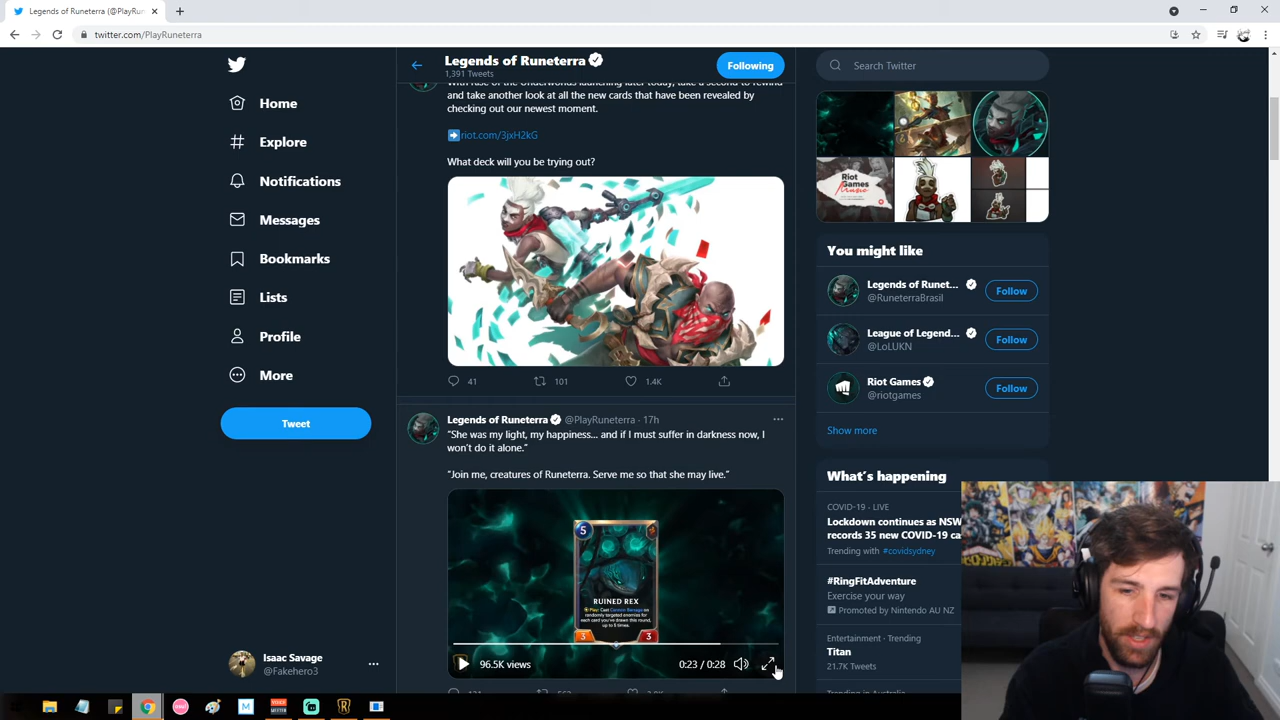 Legends of Runeterra (@PlayRun
twitter.com/PlayRuneterra
Home
Explore
Notifications
Messages
Bookmarks
Lists
Profile
More
Tweet
Isaac Savage
@Fakehero3
Legends of Runeterra
1,391 Tweets
Following
and take another look at all the new cards that have been revealed by
checking out our newest moment.
riot.com/3jxH2kG
What deck will you be trying out?
41 101 1.4K
Legends of Runeterra @PlayRuneterra · 17h
“She was my light, my happiness... and if I must suffer in darkness now, I
won’t do it alone.”
“Join me, creatures of Runeterra. Serve me so that she may live.”
5
RUINED REX
3 3
96.5K views 0:23 / 0:28
Search Twitter
RIOT
GAMES
You might like
Legends of Runet...
@RuneterraBrasil
Follow
League of Legend...
@LoLUKN
Follow
Riot Games
@riotgames
Follow
Show more
What’s happening
COVID-19 · LIVE
Lockdown continues as NSW
records 35 new COVID-19 ca
Trending with #covidsydney
#RingFitAdventure
Exercise your way
Promoted by Nintendo AU NZ
Entertainment · Trending
Titan
21.7K Tweets
Trending in Australia